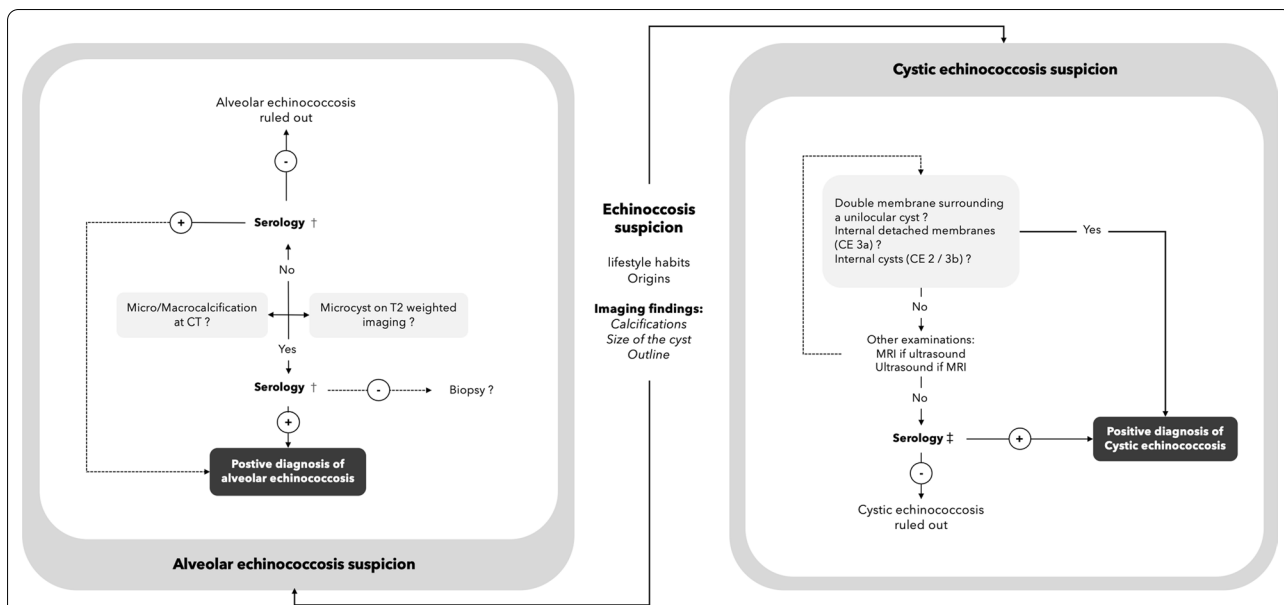 Alveolar echinococcosis
ruled out
-
+
Serology †
No
Micro/Macrocalcification
at CT ?
Microcyst on T2 weighted
imaging ?
Yes
Serology †
-
Biopsy ?
+
Postive diagnosis of
alveolar echinococcosis
Alveolar echinococcosis suspicion
Echinoccosis
suspicion
lifestyle habits
Origins
Imaging findings:
Calcifications
Size of the cyst
Outline
Cystic echinococcosis suspicion
Double membrane surrounding
a unilocular cyst ?
Internal detached membranes
(CE 3a) ?
Internal cysts (CE 2 / 3b) ?
Yes
No
Other examinations:
MRI if ultrasound
Ultrasound if MRI
No
Serology ‡
+
Positive diagnosis of
Cystic echinococcosis
-
Cystic echinococcosis
ruled out